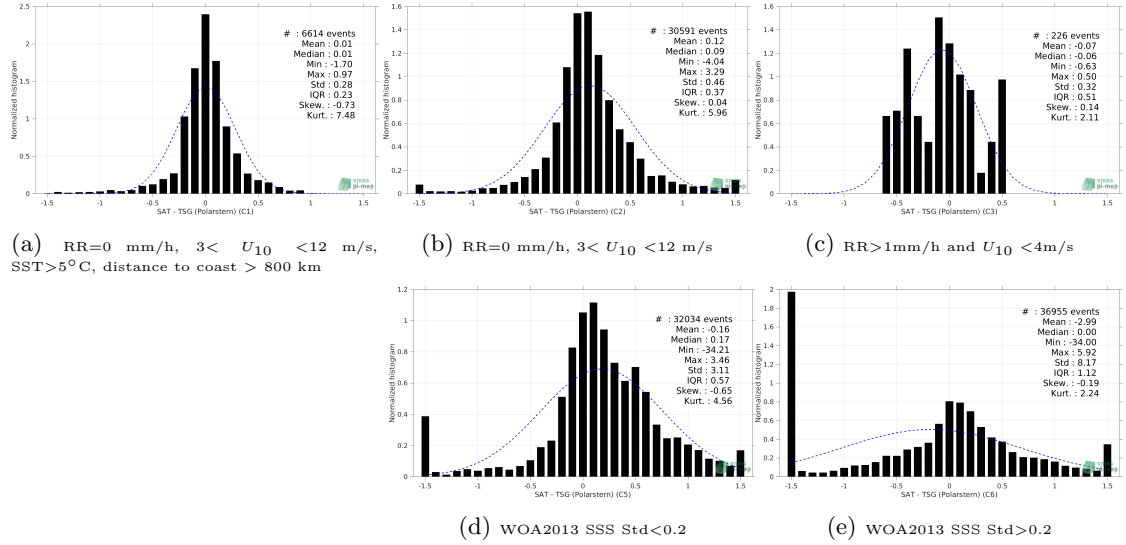 2.5
2
1.5
1
0.5
0
Normalized histogram
# : 6614 events
Mean : 0.01
Median : 0.01
Min : -1.70
Max : 0.97
Std : 0.28
IQR : 0.23
Skew. : -0.73
Kurt. : 7.48
smos
pi-mep
-1.5 -1 -0.5 0 0.5 1 1.5
SAT - TSG (Polarstern) (C1)
(a) RR=0 mm/h, 3< U10 <12 m/s,
SST>5°C, distance to coast > 800 km
1.6
1.4
1.2
1
0.8
0.6
0.4
0.2
0
Normalized histogram
# : 30591 events
Mean : 0.12
Median : 0.09
Min : -4.04
Max : 3.29
Std : 0.46
IQR : 0.37
Skew. : 0.04
Kurt. : 5.96
smos
pi-mep
-1.5 -1 -0.5 0 0.5 1 1.5
SAT - TSG (Polarstern) (C2)
(b) RR=0 mm/h, 3< U10 <12 m/s
1.6
1.4
1.2
1
0.8
0.6
0.4
0.2
0
Normalized histogram
# : 226 events
Mean : -0.07
Median : -0.06
Min : -0.63
Max : 0.50
Std : 0.32
IQR : 0.51
Skew. : 0.14
Kurt. : 2.11
smos
pi-mep
-1.5 -1 -0.5 0 0.5 1 1.5
SAT - TSG (Polarstern) (C3)
(c) RR>1mm/h and U10 <4m/s
1.2
1
0.8
0.6
0.4
0.2
0
Normalized histogram
# : 32034 events
Mean : -0.16
Median : 0.17
Min : -34.21
Max : 3.46
Std : 3.11
IQR : 0.57
Skew. : -0.65
Kurt. : 4.56
smos
pi-mep
-1.5 -1 -0.5 0 0.5 1 1.5
SAT - TSG (Polarstern) (C5)
(d) WOA2013 SSS Std<0.2
2
1.8
1.6
1.4
1.2
1
0.8
0.6
0.4
0.2
0
Normalized histogram
# : 36955 events
Mean : -2.99
Median : 0.00
Min : -34.00
Max : 5.92
Std : 8.17
IQR : 1.12
Skew. : -0.19
Kurt. : 2.24
smos
pi-mep
-1.5 -1 -0.5 0 0.5 1 1.5
SAT - TSG (Polarstern) (C6)
(e) WOA2013 SSS Std>0.2